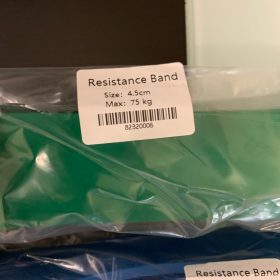 Resistance Band
Size: 4.5cm
Max: 75 kg
82320006
Resistance Band